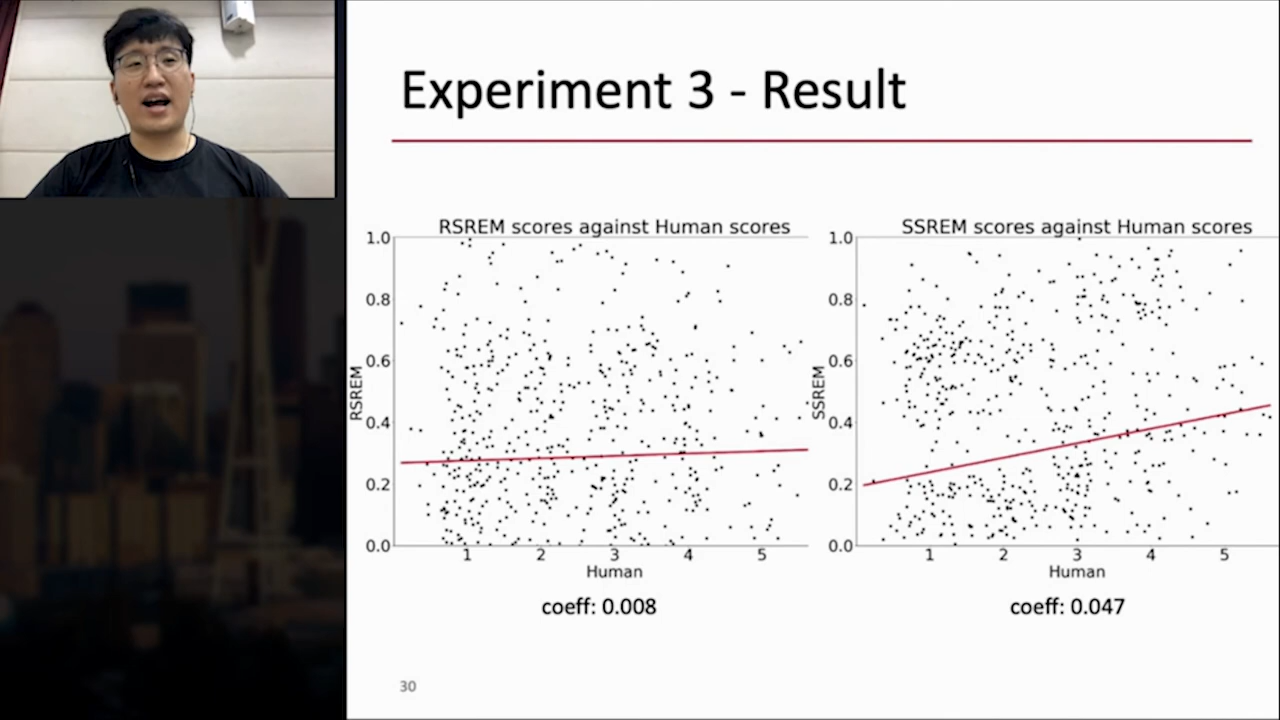 Experiment 3 - Result
RSREM scores against Human scores
1.0
0.8
0.6
0.4
0.2
0.0
RSREM
1 2 3 4 5
Human
coeff: 0.008
SSREM scores against Human scores
1.0
0.8
0.6
0.4
0.2
0.0
SSREM
1 2 3 4 5
Human
coeff: 0.047
30